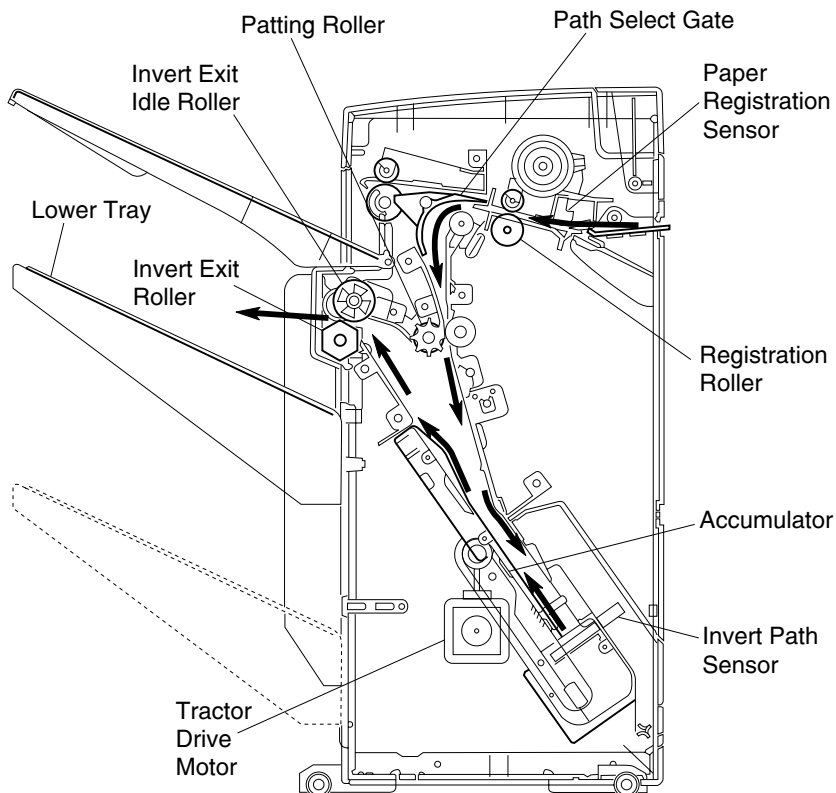 Patting Roller
Path Select Gate
Invert Exit
Idle Roller
Paper
Registration
Sensor
Lower Tray
Invert Exit
Roller
Registration
Roller
Accumulator
Invert Path
Sensor
Tractor
Drive
Motor